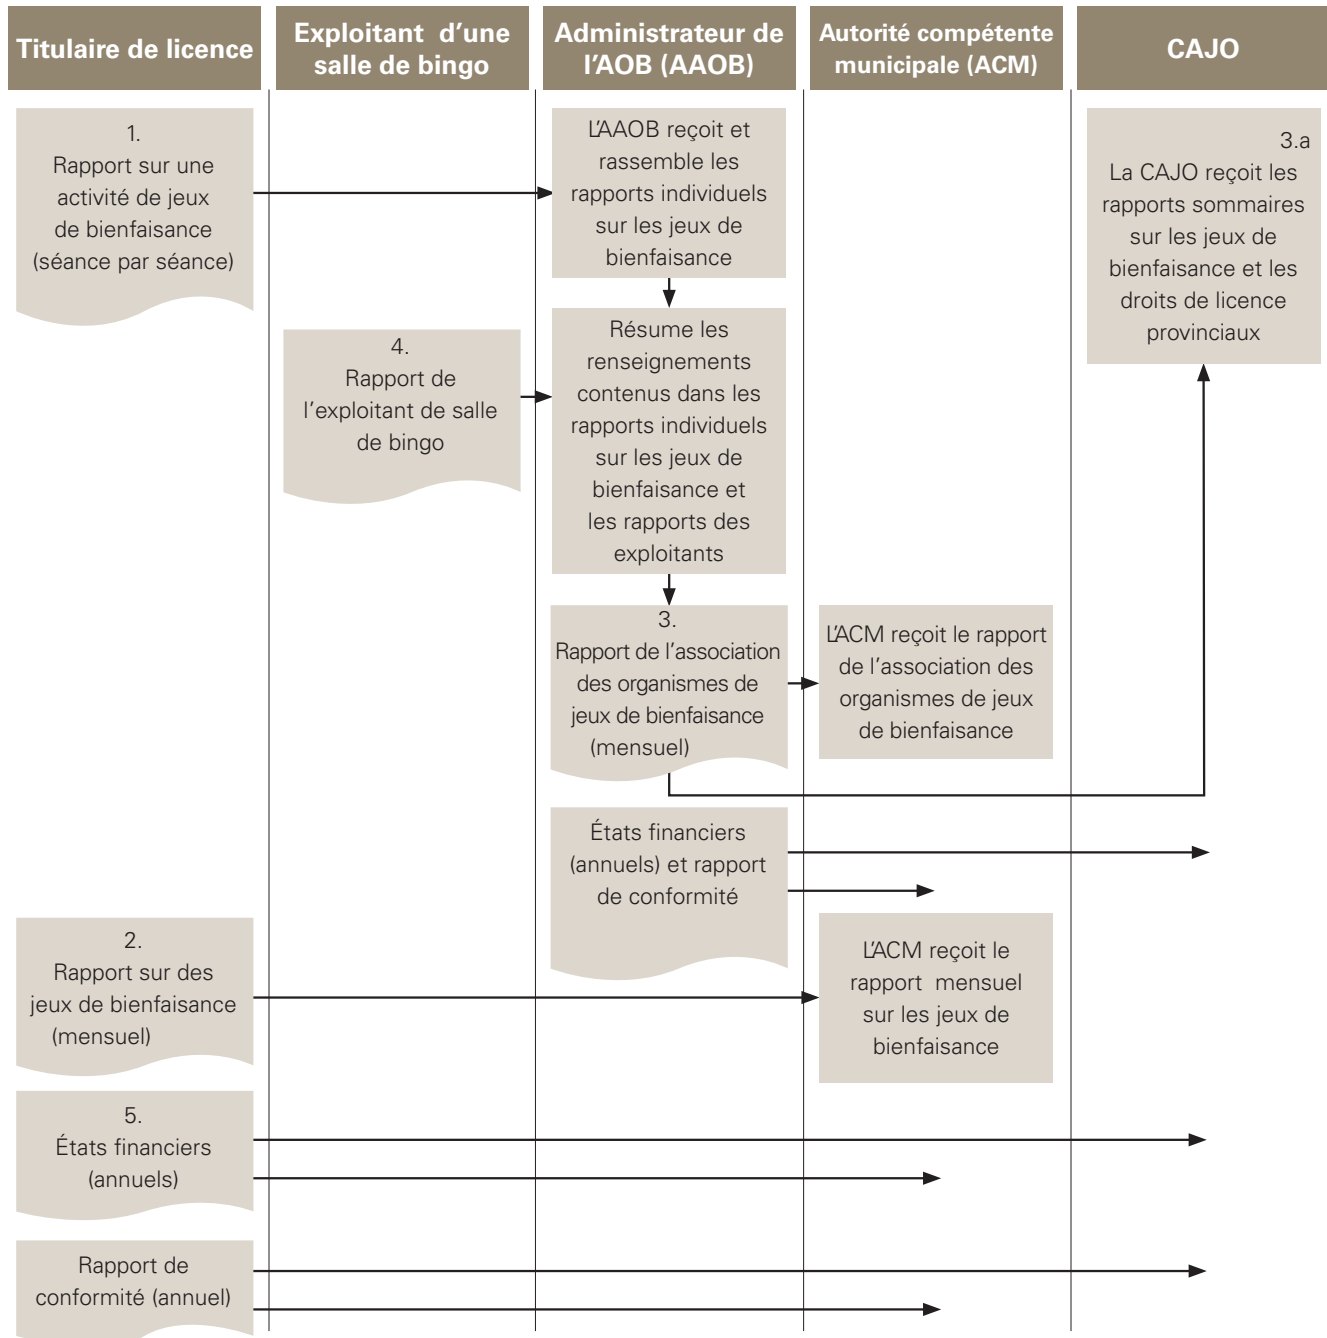 Titulaire de licence
Exploitant d'une
salle de bingo
Administrateur de
l'AOB (AAOB)
Autorité compétente
municipale (ACM)
CAJO
1.
Rapport sur une
activité de jeux
de bienfaisance
(séance par séance)
L'AAOB reçoit et
rassemble les
rapports individuels
sur les jeux de
bienfaisance
3.a
La CAJO reçoit les
rapports sommaires
sur les jeux de
bienfaisance et les
droits de licence
provinciaux
4.
Rapport de
l'exploitant de salle
de bingo
Résume les
renseignements
contenus dans les
rapports individuels
sur les jeux de
bienfaisance et
les rapports des
exploitants
3.
Rapport de l'association
des organismes de
jeux de bienfaisance
(mensuel)
L'ACM reçoit le rapport
de l'association des
organismes de jeux
de bienfaisance
États financiers
(annuels) et rapport
de conformité
2.
Rapport sur des
jeux de bienfaisance
(mensuel)
L'ACM reçoit le
rapport mensuel
sur les jeux de
bienfaisance
5.
États financiers
(annuels)
Rapport de
conformité (annuel)